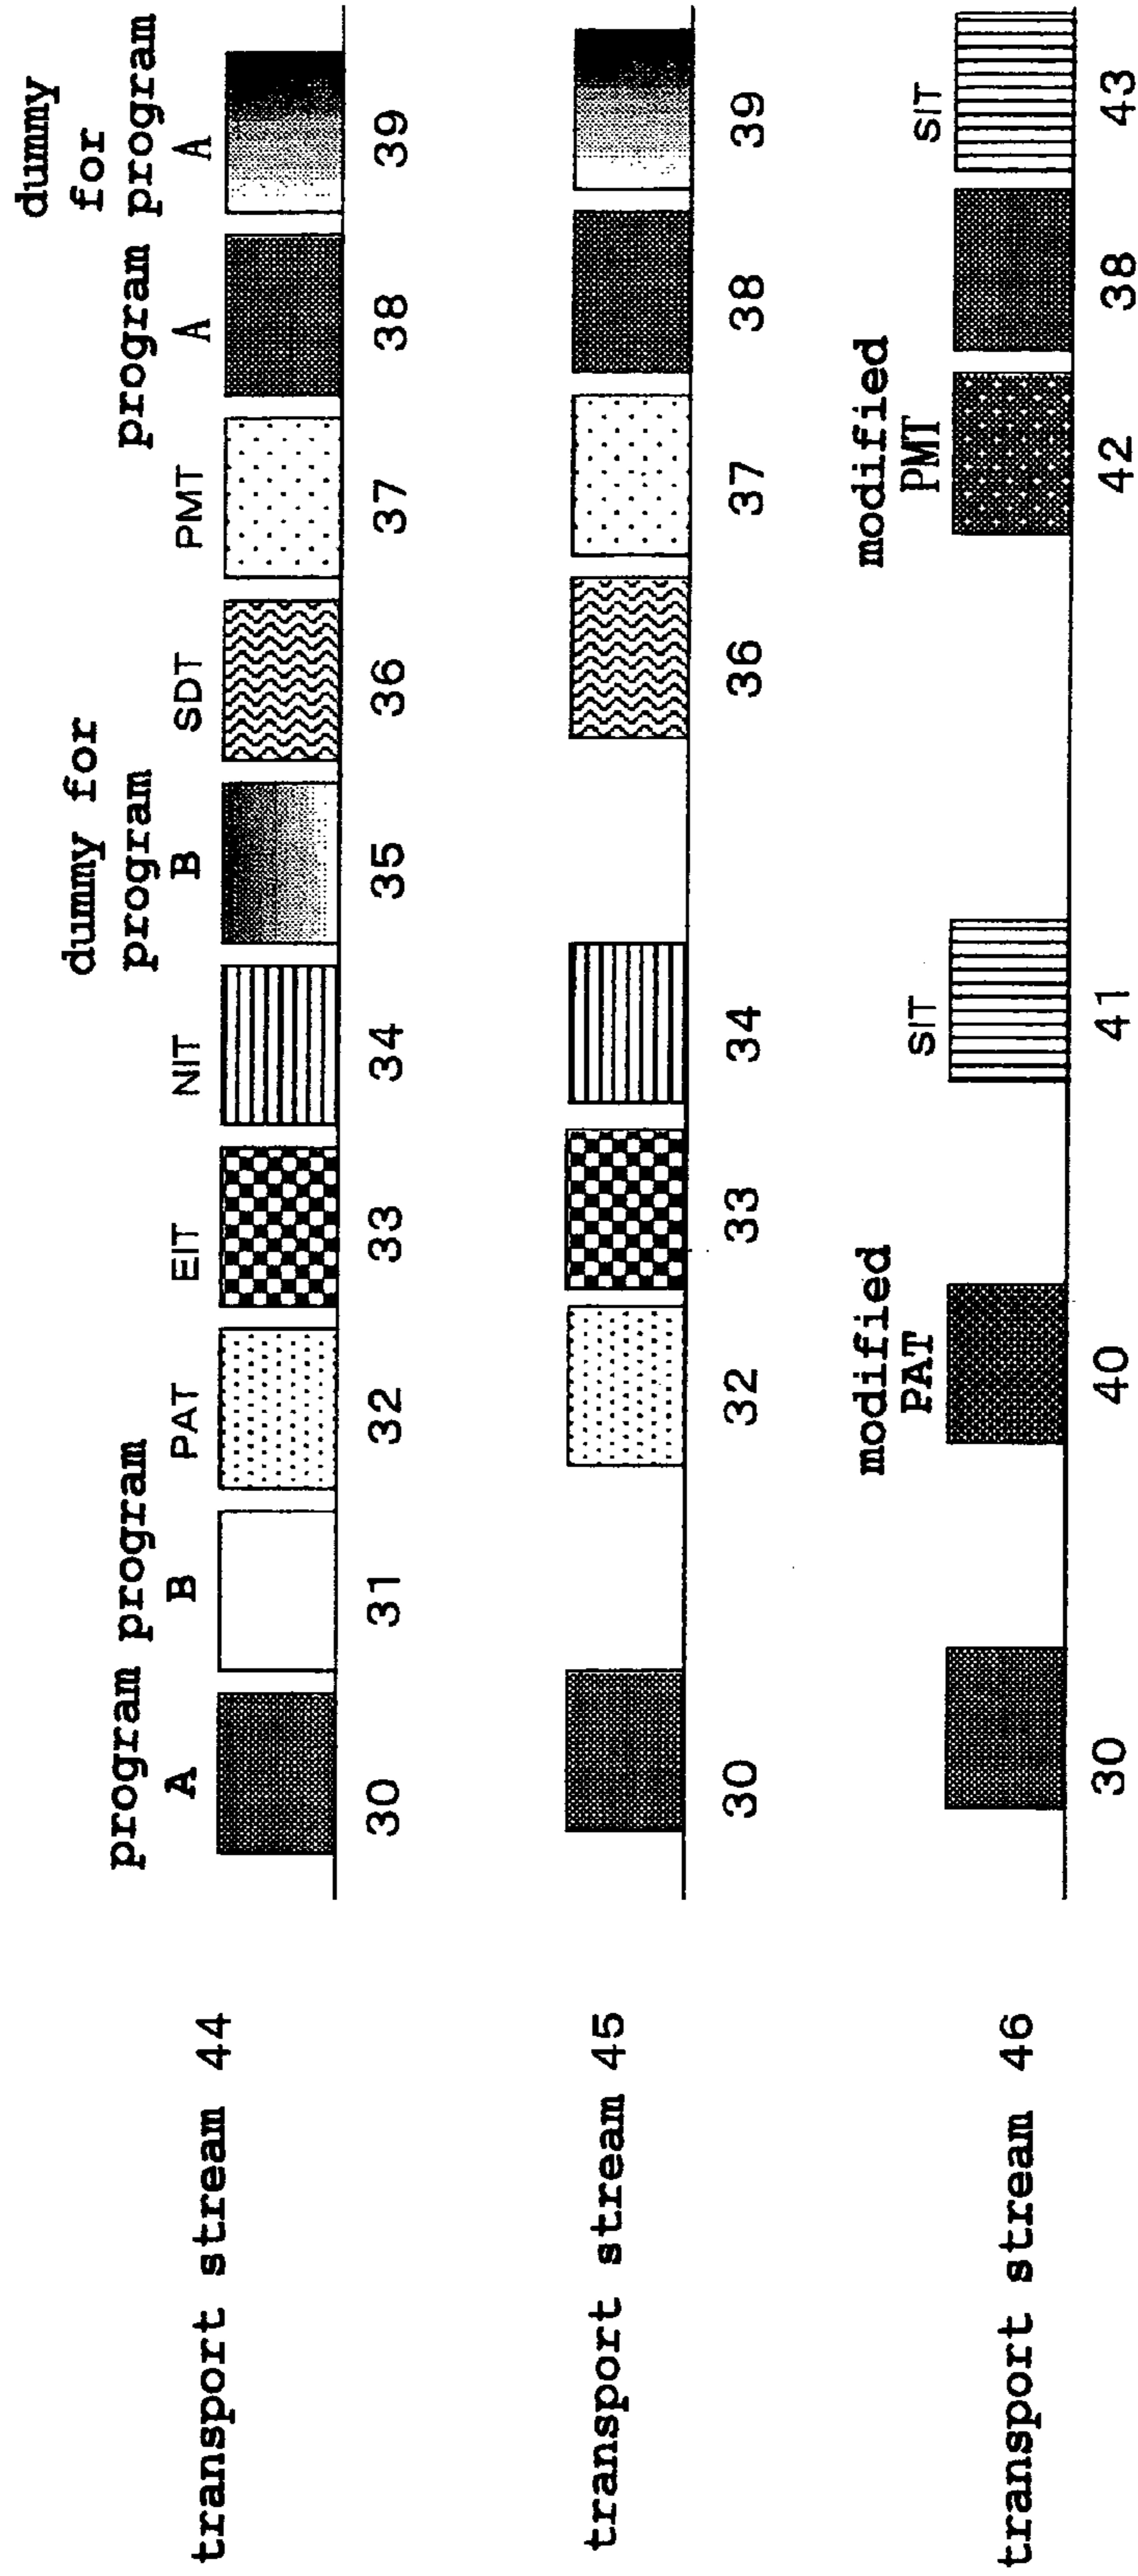 dummy
for
program program program program
A B PAT EIT NIT SDT PMT A A
dummy for
program
B
transport stream 44
30 31 32 33 34 35 36 37 38 39
transport stream 45
30 32 33 34 36 37 38 39
modified
PAT
SIT
modified
PMT
SIT
transport stream 46
30 40 41 42 38 43